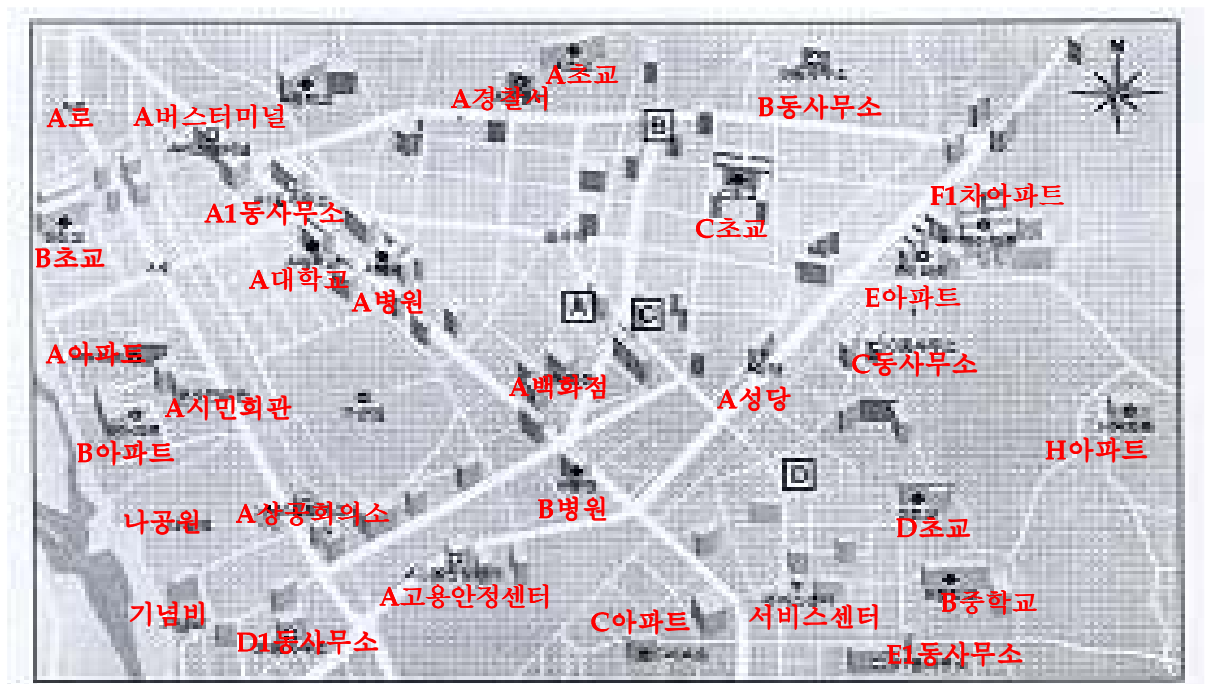 N
A초교
A경찰서
B동사무소
A로
A버스터미널
B
F1차아파트
A1동사무소
C초교
B초교
A대학교
A병원
E아파트
A
C
A아파트
C동사무소
A백화점
A성당
A시민회관
B아파트
H아파트
D
B병원
나공원
A상공회의소
D초교
A고용안정센터
B중학교
기념비
C아파트
서비스센터
D1동사무소
E1동사무소